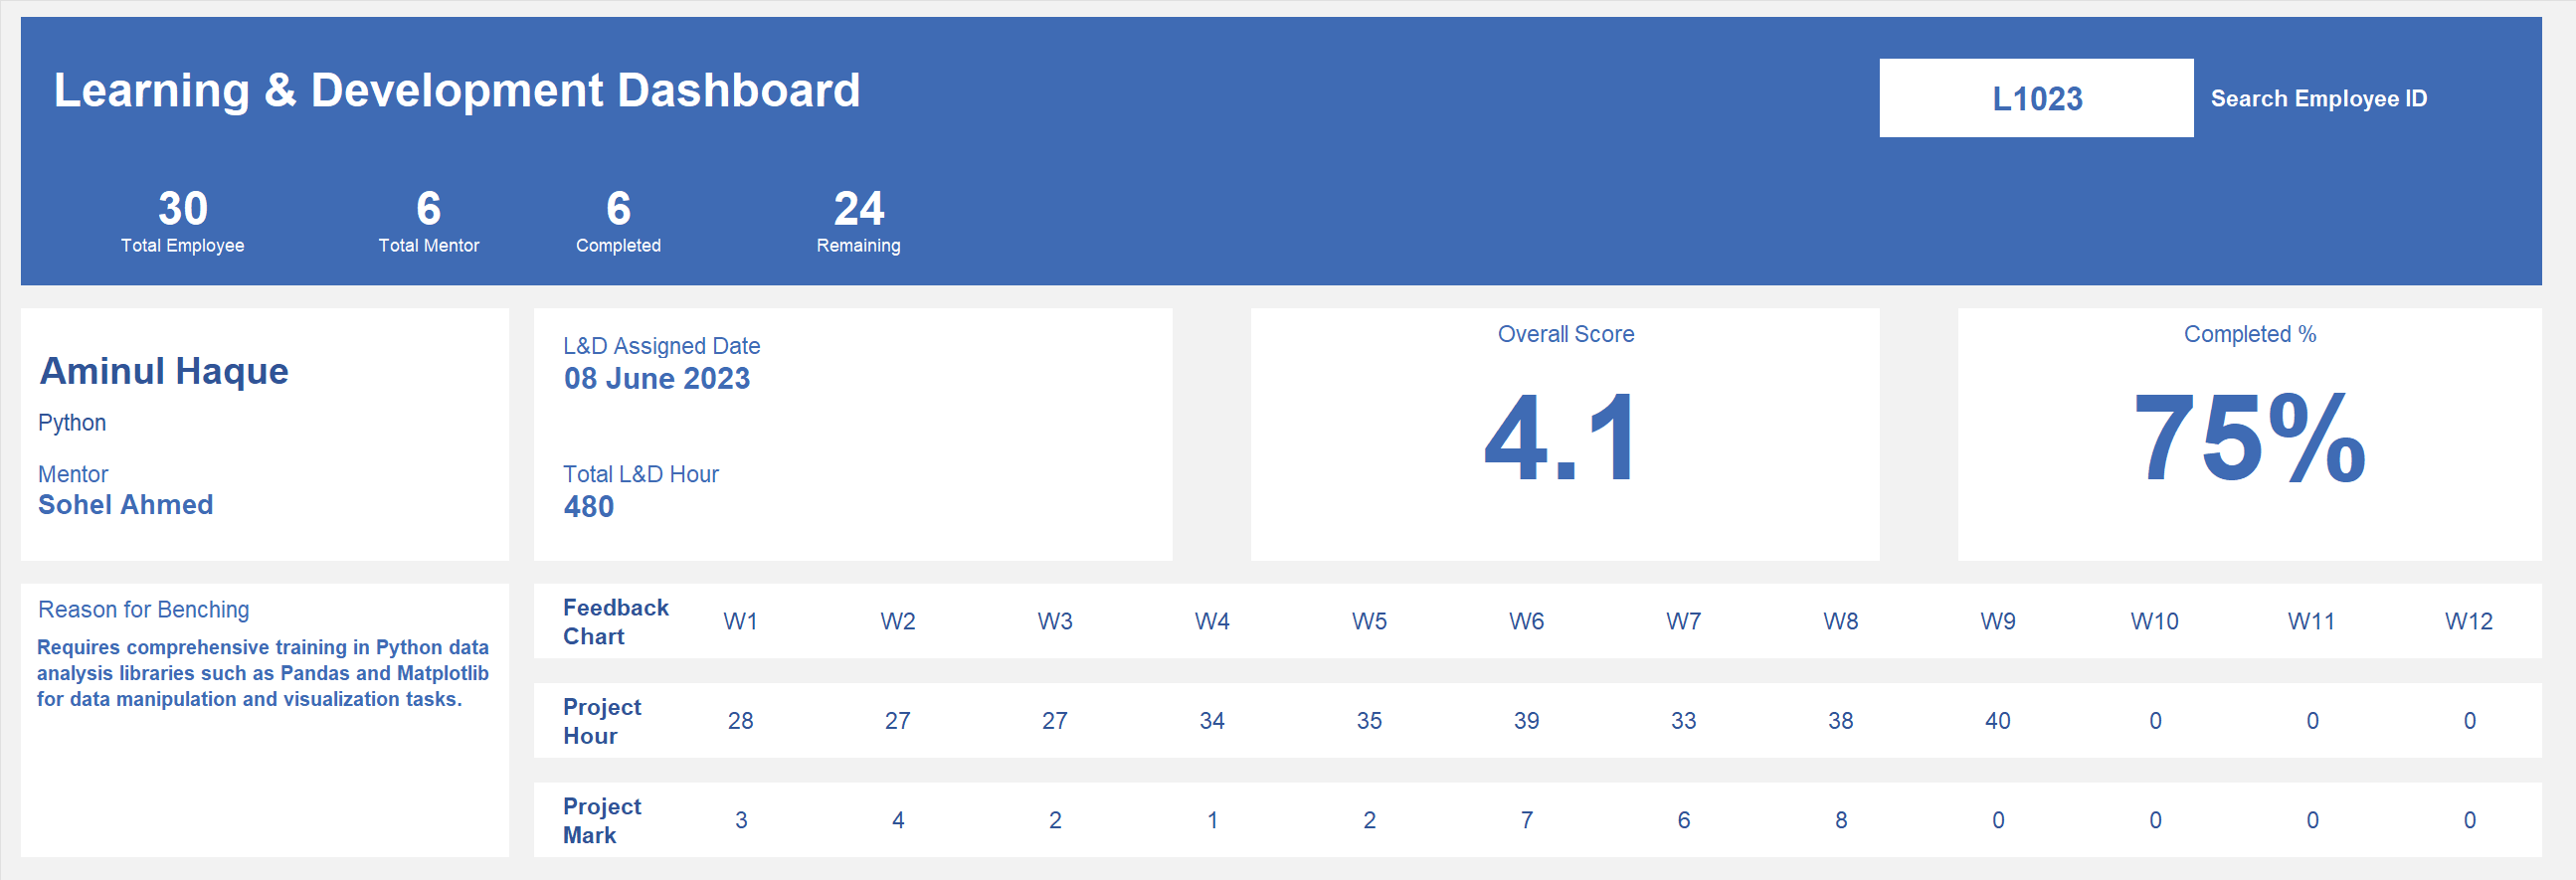 Learning & Development Dashboard
L1023 Search Employee ID
30 6 6 24
Total Employee Total Mentor Completed Remaining
Aminul Haque
Python
Mentor
Sohel Ahmed
L&D Assigned Date
08 June 2023
Total L&D Hour
480
Overall Score
4.1
Completed %
75%
Reason for Benching
Requires comprehensive training in Python data
analysis libraries such as Pandas and Matplotlib
for data manipulation and visualization tasks.
Feedback
Chart
W1 W2 W3 W4 W5 W6 W7 W8 W9 W10 W11 W12
Project
Hour
28 27 27 34 35 39 33 38 40 0 0 0
Project
Mark
3 4 2 1 2 7 6 8 0 0 0 0